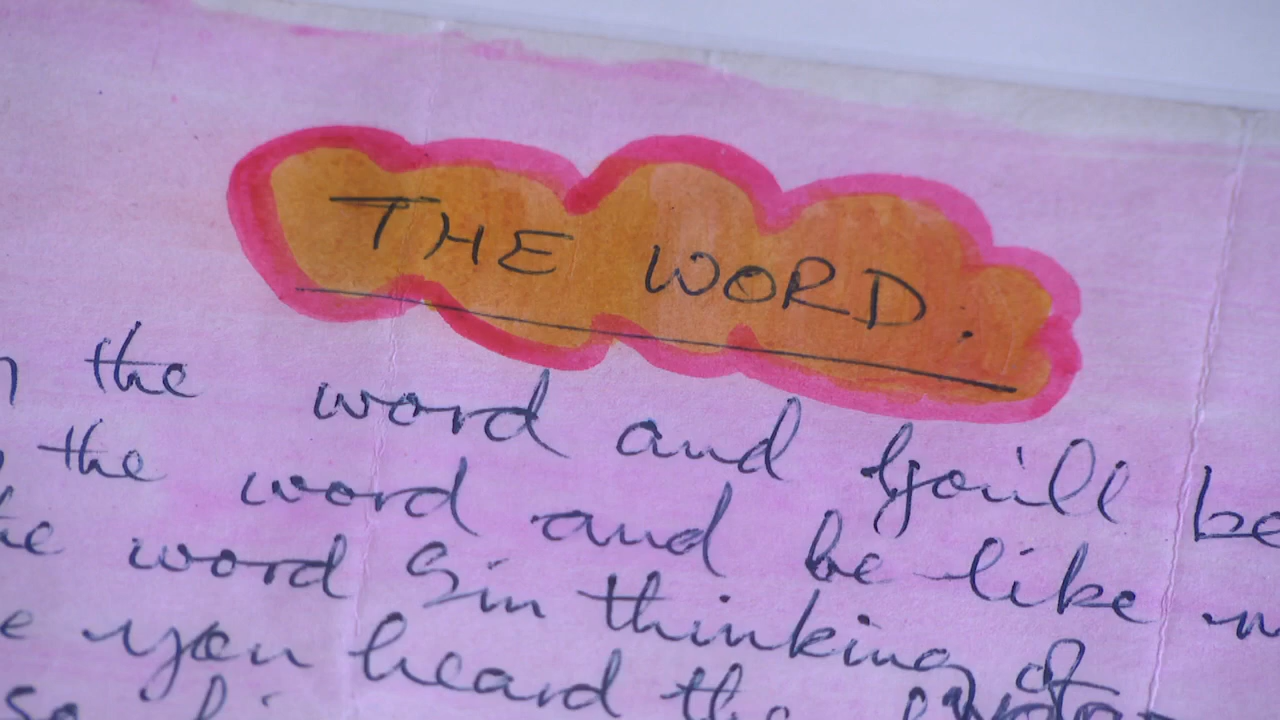 THE WORD.
the word and you'll be
the word and be like
word I'm thinking of
you heard the
so